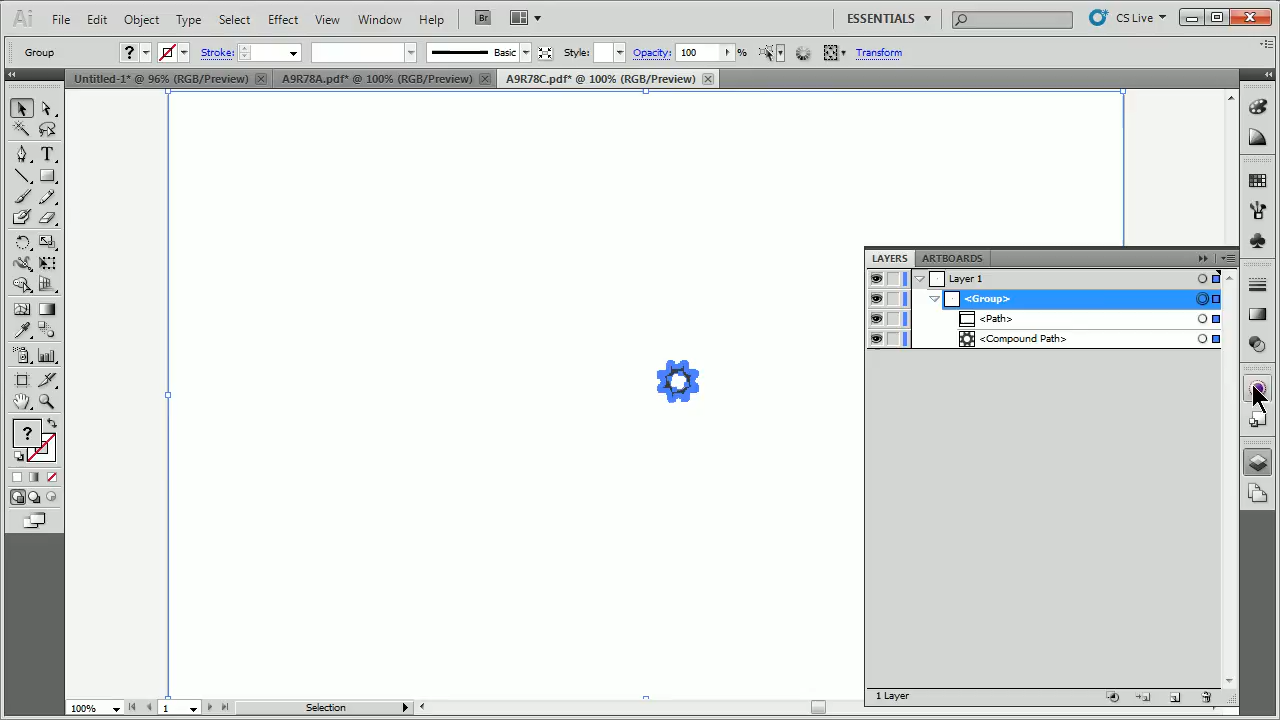 Ai File Edit Object Type Select Effect View Window Help Br ESSENTIALS CS Live
Group ? Stroke: Basic Style: Opacity: 100 % Transform
Untitled-1* @ 96% (RGB/Preview) A9R78A.pdf* @ 100% (RGB/Preview) A9R78C.pdf* @ 100% (RGB/Preview)
T
LAYERS ARTBOARDS
Layer 1
<Group>
<Path>
<Compound Path>
?
1 Layer
100% 1 Selection